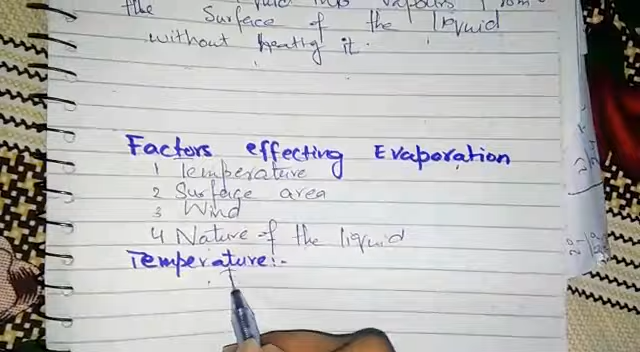 the Surface of the liquid
without heating it.
Factors effecting Evaporation
1 Temperature
2 Surface area
3 Wind
4 Nature of the liquid
Temperature:-